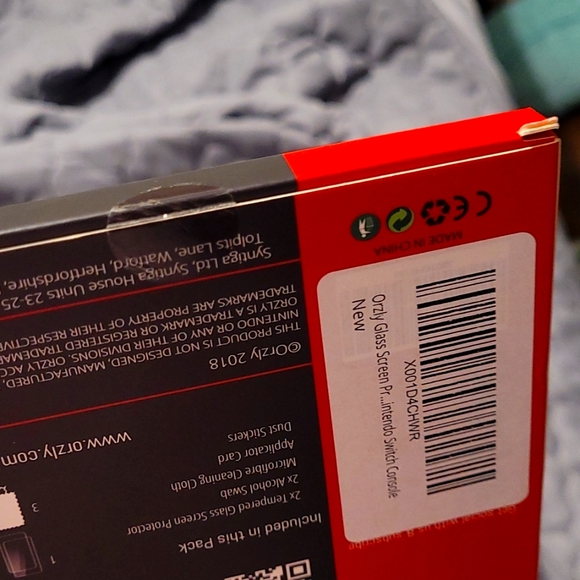 Included in this Pack
2x Tempered Glass Screen Protector
2x Alcohol Swab
Microfibre Cleaning Cloth
Applicator Card
Dust Stickers
www.orzly.com
1
3
©Orzly 2018
THIS PRODUCT IS NOT DESIGNED, MANUFACTURED,
NINTENDO OR ANY OF THEIR DIVISIONS. ORZLY ACC
ORZLY IS A TRADEMARK OR REGISTERED TRADEMA
TRADEMARKS ARE PROPERTY OF THEIR RESPECTIVE
Syntiga Ltd, Syntiga House Units 23-25
Tolpits Lane, Watford, Hertfordshire,
X001D4CHWR
Orzly Glass Screen Pr...intendo Switch Console
New
MADE IN CHINA
CE